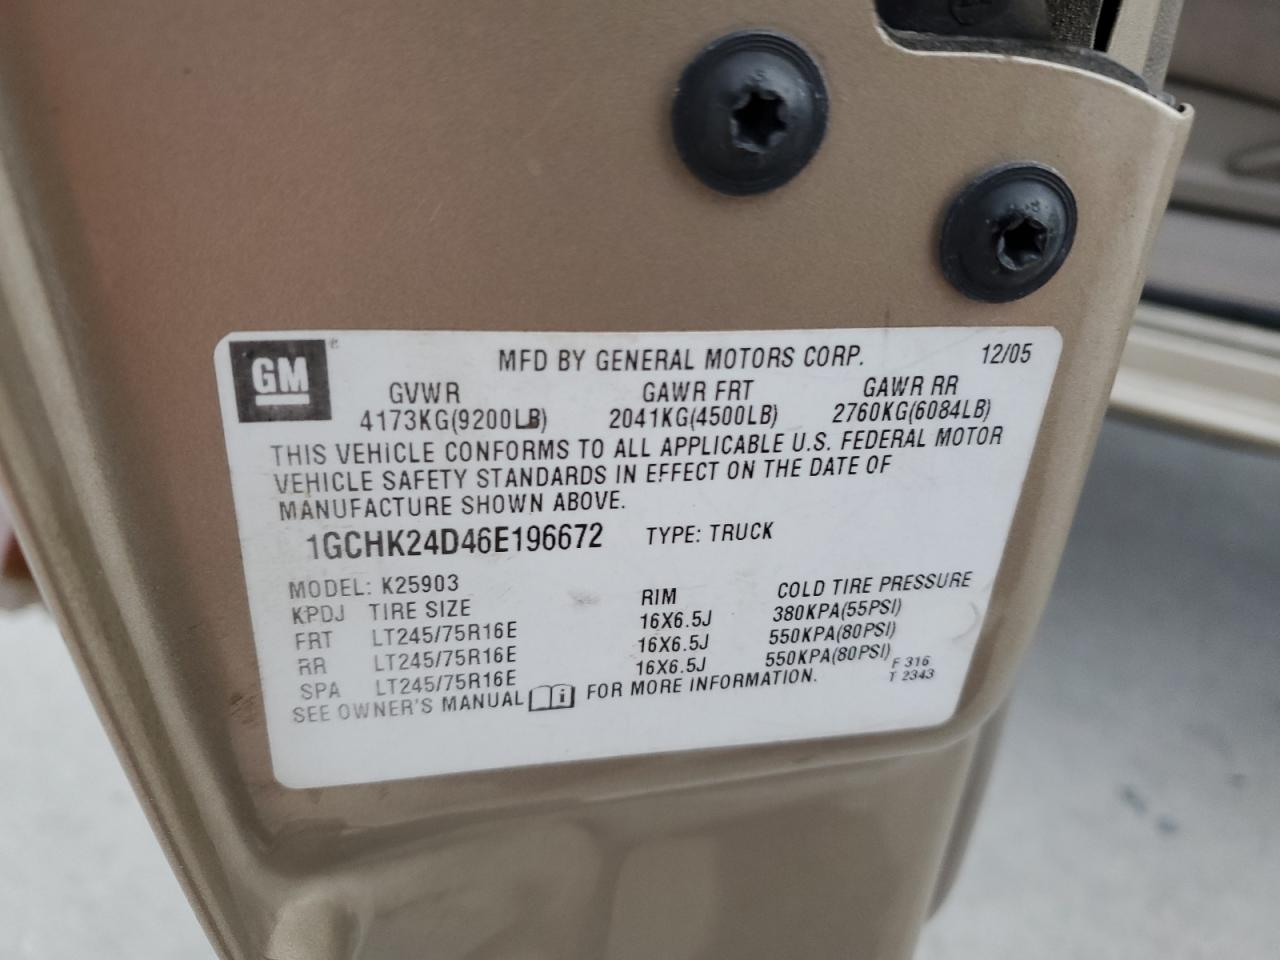 GM
MFD BY GENERAL MOTORS CORP. 12/05
GVWR GAWR FRT GAWR RR
4173KG(9200LB) 2041KG(4500LB) 2760KG(6084LB)
THIS VEHICLE CONFORMS TO ALL APPLICABLE U.S. FEDERAL MOTOR
VEHICLE SAFETY STANDARDS IN EFFECT ON THE DATE OF
MANUFACTURE SHOWN ABOVE.
1GCHK24D46E196672 TYPE: TRUCK
MODEL: K25903
KPDJ TIRE SIZE RIM COLD TIRE PRESSURE
FRT LT245/75R16E 16X6.5J 380KPA(55PSI)
RR LT245/75R16E 16X6.5J 550KPA(80PSI)
SPA LT245/75R16E 16X6.5J 550KPA(80PSI)
F 316
T 2343
SEE OWNER'S MANUAL FOR MORE INFORMATION.